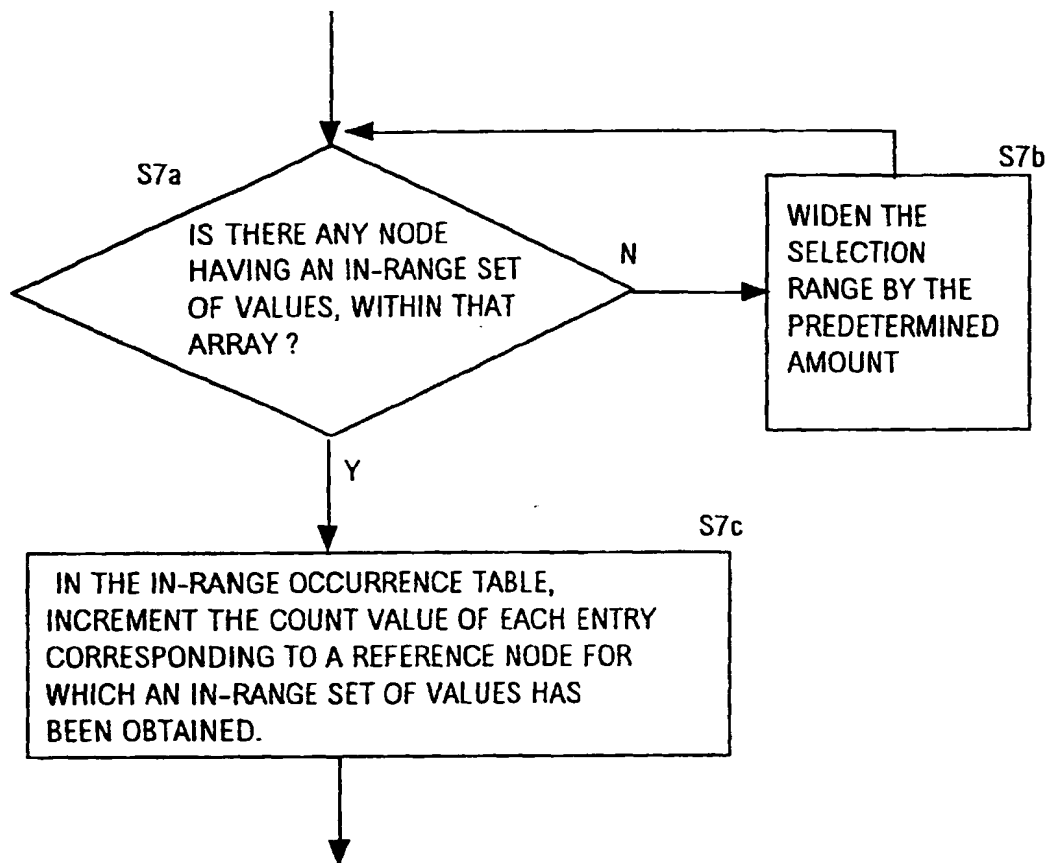 S7a
IS THERE ANY NODE
HAVING AN IN-RANGE SET
OF VALUES, WITHIN THAT
ARRAY ?
N
S7b
WIDEN THE
SELECTION
RANGE BY THE
PREDETERMINED
AMOUNT
Y
S7c
IN THE IN-RANGE OCCURRENCE TABLE,
INCREMENT THE COUNT VALUE OF EACH ENTRY
CORRESPONDING TO A REFERENCE NODE FOR
WHICH AN IN-RANGE SET OF VALUES HAS
BEEN OBTAINED.